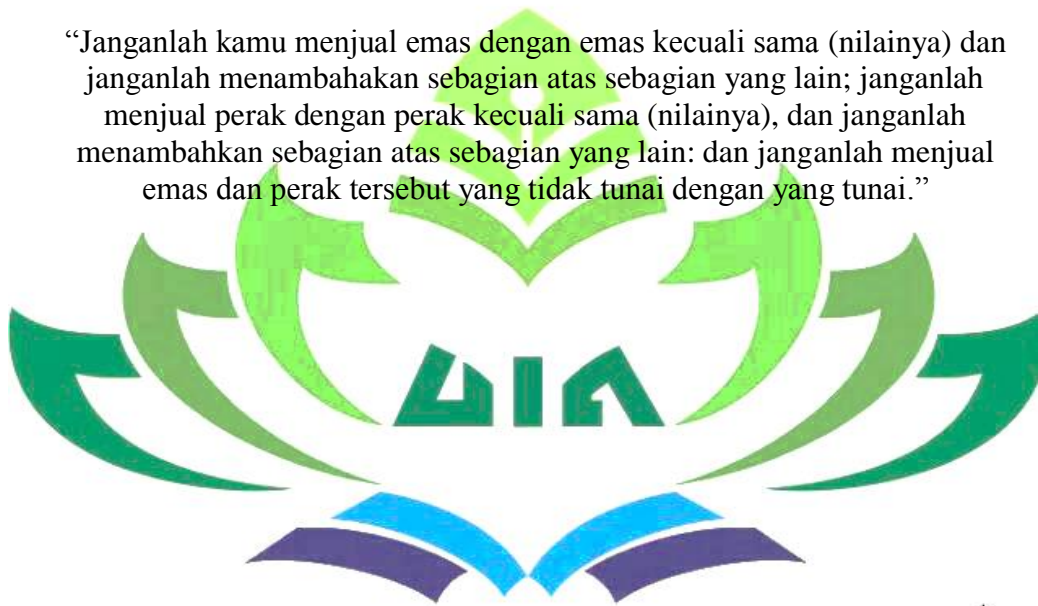 “Janganlah kamu menjual emas dengan emas kecuali sama (nilainya) dan
janganlah menambahakan sebagian atas sebagian yang lain; janganlah
menjual perak dengan perak kecuali sama (nilainya), dan janganlah
menambahkan sebagian atas sebagian yang lain: dan janganlah menjual
emas dan perak tersebut yang tidak tunai dengan yang tunai.”
UIN